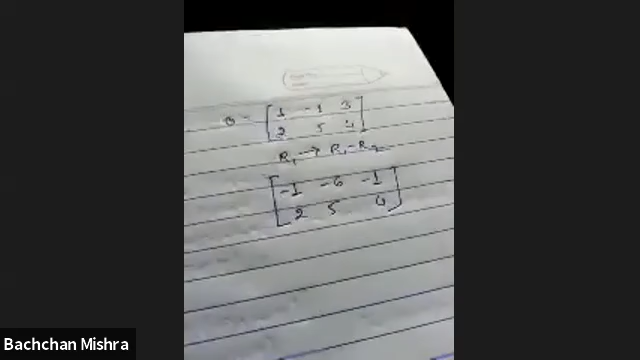 B = [ 1 -1 3
2 5 4 ]
R₁ → R₁-R₂
[ -1 -6 -1
2 5 4 ]
Bachchan Mishra